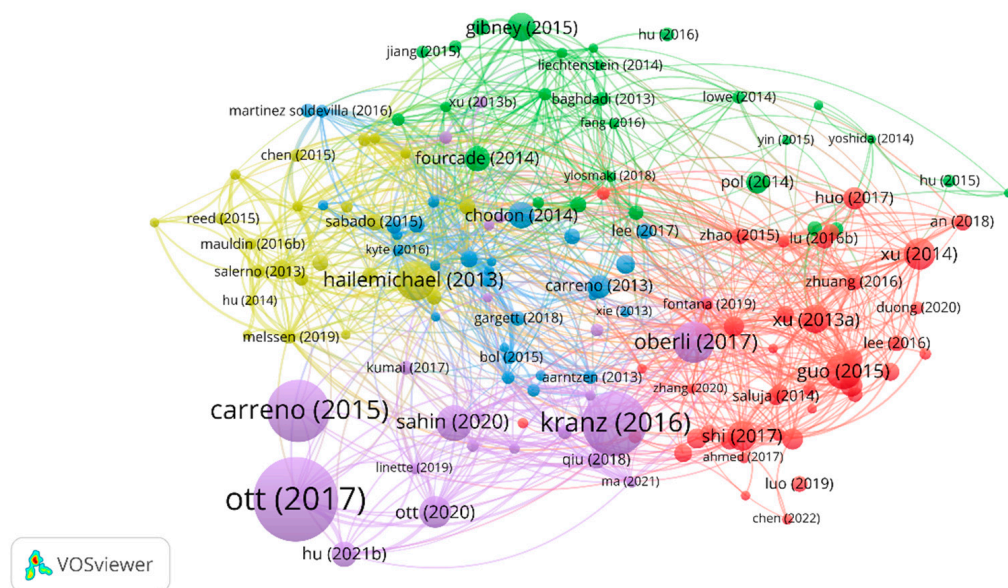 gibney (2015)
hu (2016)
jiang (2015)
liechtenstein (2014)
martinez soldevilla (2016)
xu (2013b)
baghdadi (2013)
lowe (2014)
fang (2016)
yin (2015)
yoshida (2014)
chen (2015)
fourcade (2014)
ylosmaki (2018)
pol (2014)
hu (2015)
huo (2017)
reed (2015)
sabado (2015)
chodon (2014)
lee (2017)
zhao (2015)
an (2018)
mauldin (2016b)
kyte (2016)
lu (2016b)
xu (2014)
salerno (2013)
hailemichael (2013)
carreno (2013)
zhuang (2016)
hu (2014)
gargett (2018)
xie (2013)
fontana (2019)
xu (2013a)
duong (2020)
melssen (2019)
oberli (2017)
lee (2016)
kumai (2017)
bol (2015)
aarntzen (2013)
guo (2015)
zhang (2020)
saluja (2014)
carreno (2015)
sahin (2020)
kranz (2016)
shi (2017)
ahmed (2017)
linette (2019)
qiu (2018)
ma (2021)
luo (2019)
ott (2017)
ott (2020)
chen (2022)
hu (2021b)
VOSviewer